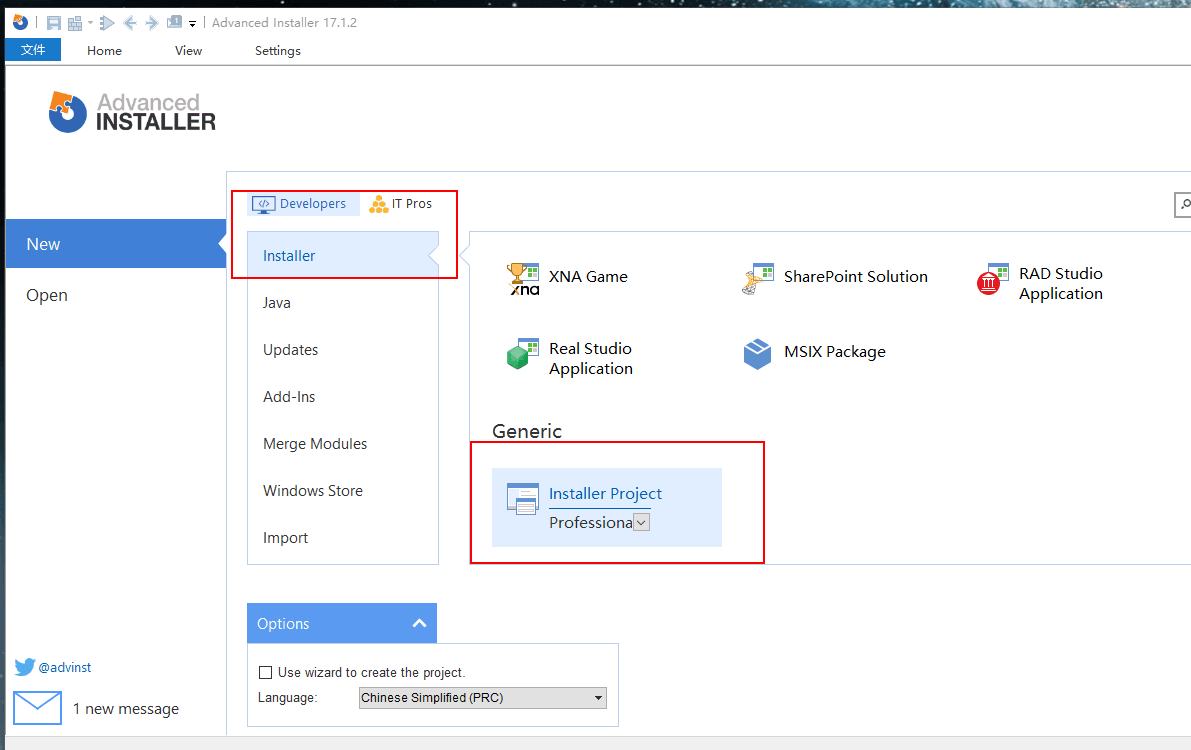 Advanced Installer 17.1.2
文件 Home View Settings
Advanced
INSTALLER
New
Open
Developers IT Pros
Installer
Java
Updates
Add-Ins
Merge Modules
Windows Store
Import
xna
XNA Game
SharePoint Solution
RAD Studio
Application
Real Studio
Application
MSIX Package
Generic
Installer Project
Professiona
Options
Use wizard to create the project.
Language: Chinese Simplified (PRC)
@advinst
1 new message